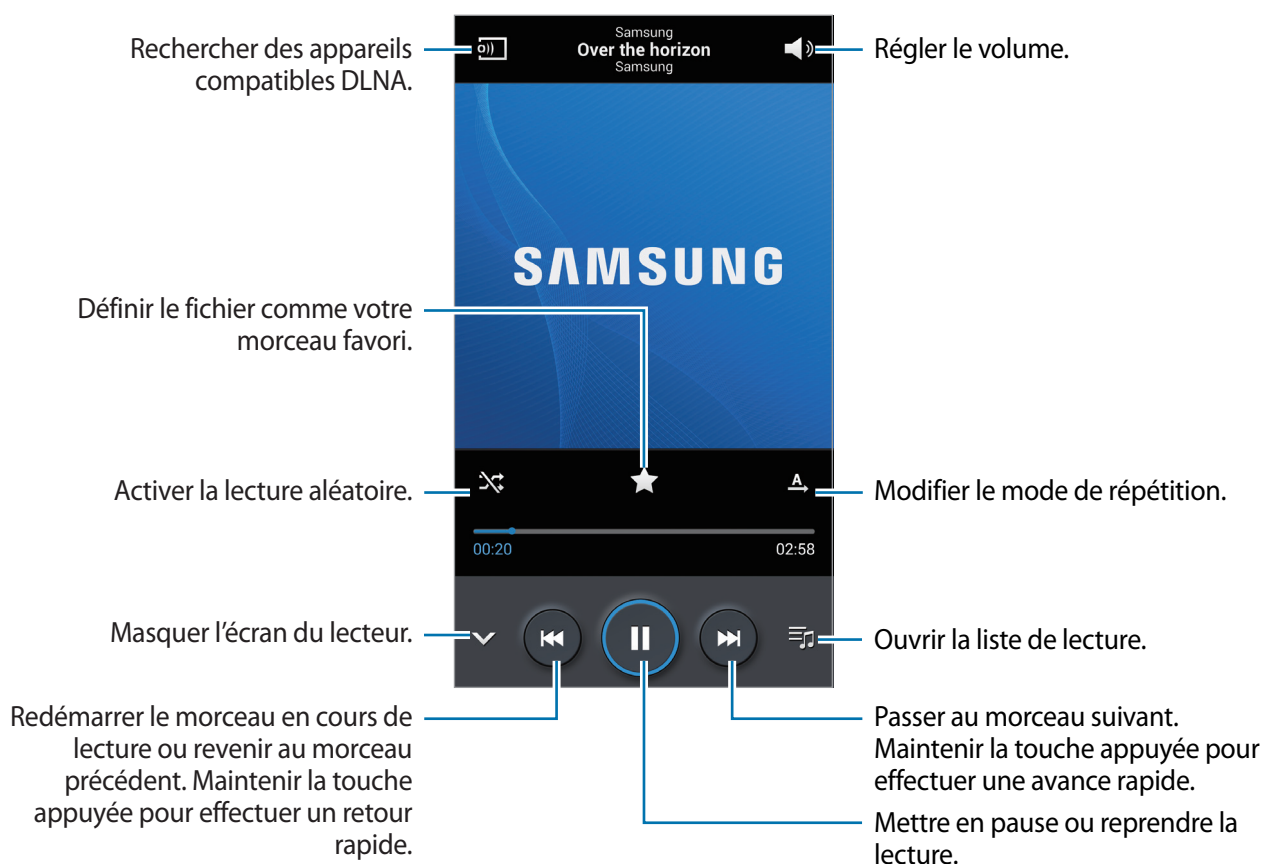 Rechercher des appareils
compatibles DLNA.
Samsung
Over the horizon
Samsung
Régler le volume.
SAMSUNG
Définir le fichier comme votre
morceau favori.
Activer la lecture aléatoire.
A
Modifier le mode de répétition.
00:20
02:58
Masquer l’écran du lecteur.
Ouvrir la liste de lecture.
Redémarrer le morceau en cours de
lecture ou revenir au morceau
précédent. Maintenir la touche
appuyée pour effectuer un retour
rapide.
Passer au morceau suivant.
Maintenir la touche appuyée pour
effectuer une avance rapide.
Mettre en pause ou reprendre la
lecture.